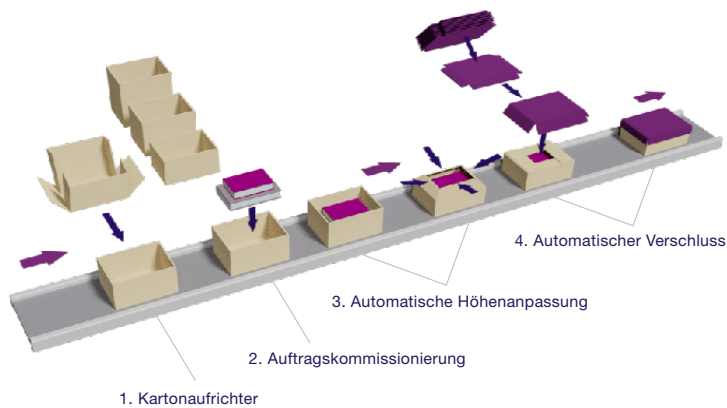 4. Automatischer Verschluss
3. Automatische Höhenanpassung
2. Auftragskommissionierung
1. Kartonaufrichter